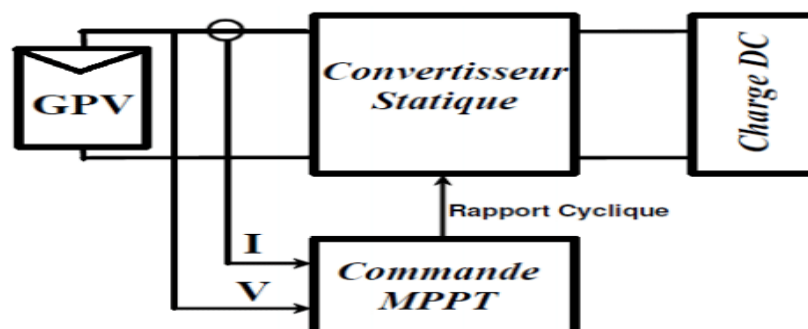 GPV
Convertisseur
Statique
Charge DC
Rapport Cyclique
I
V
Commande
MPPT